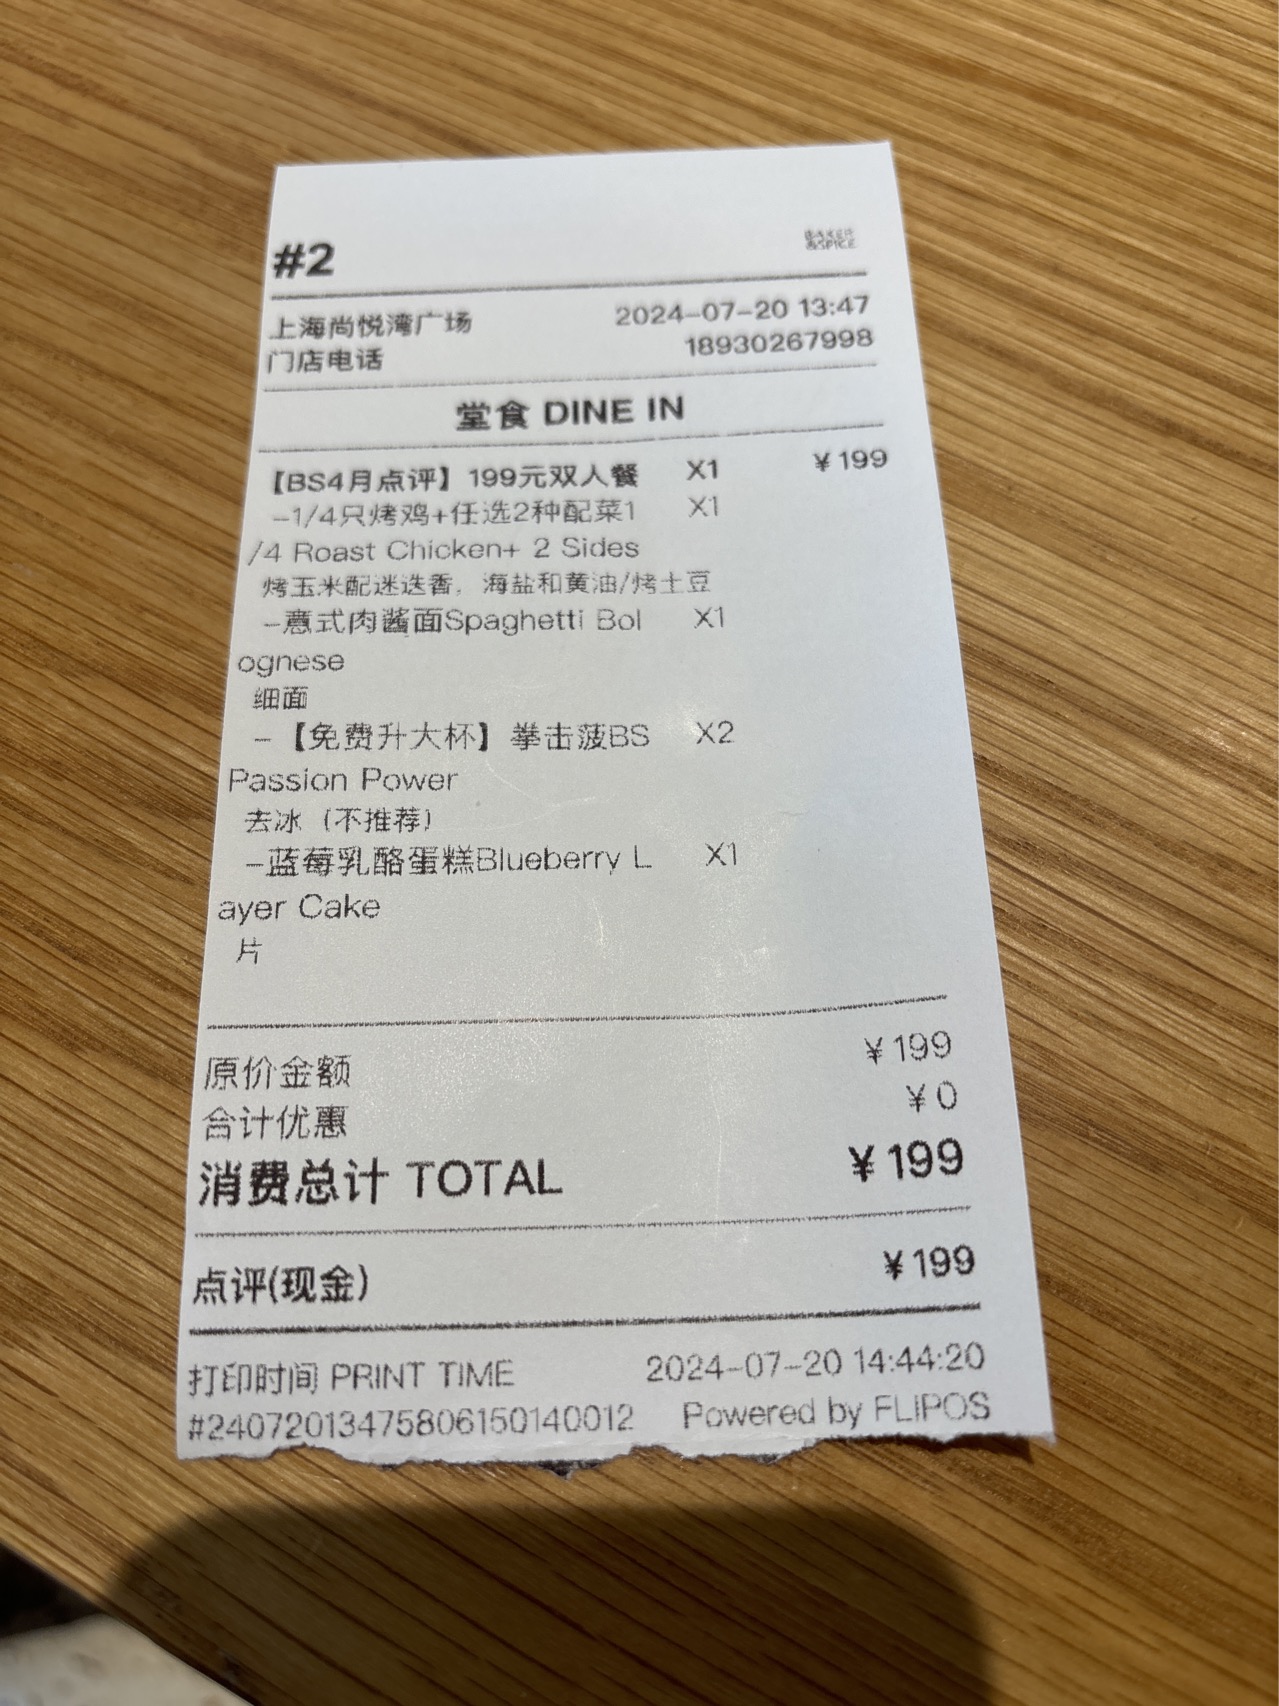 #2
BAKER
&SPICE
上海尚悦湾广场 2024-07-20 13:47
门店电话 18930267998
堂食 DINE IN
【BS4月点评】199元双人餐 X1 ¥199
-1/4只烤鸡+任选2种配菜1 X1
/4 Roast Chicken+ 2 Sides
烤玉米配迷迭香，海盐和黄油/烤土豆
-意式肉酱面Spaghetti Bol X1
ognese
细面
-【免费升大杯】拳击菠BS X2
Passion Power
去冰（不推荐）
-蓝莓乳酪蛋糕Blueberry L X1
ayer Cake
片
原价金额 ¥199
合计优惠 ¥0
消费总计 TOTAL ¥199
点评(现金) ¥199
打印时间 PRINT TIME 2024-07-20 14:44:20
#24072013475806150140012 Powered by FLIPOS